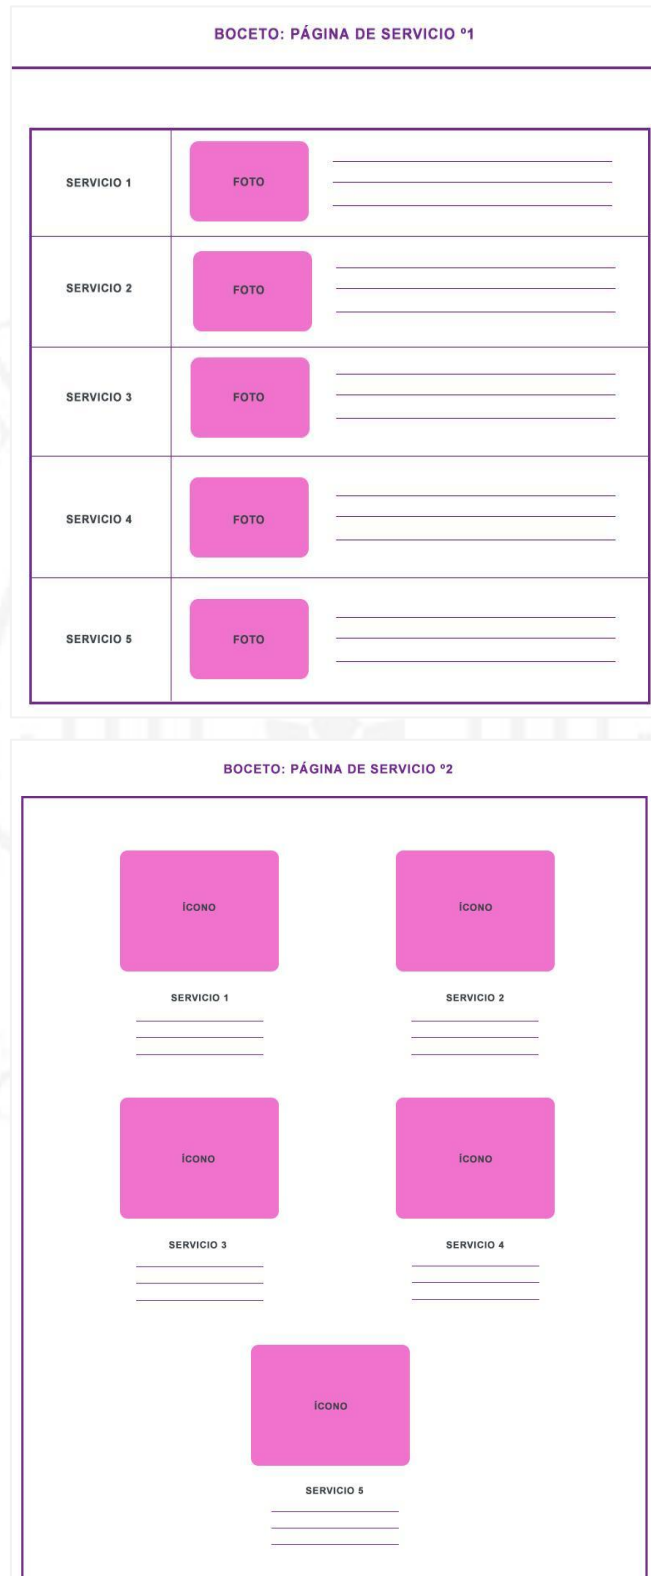 BOCETO: PÁGINA DE SERVICIO º1
SERVICIO 1
FOTO
SERVICIO 2
FOTO
SERVICIO 3
FOTO
SERVICIO 4
FOTO
SERVICIO 5
FOTO
BOCETO: PÁGINA DE SERVICIO º2
ÍCONO
ÍCONO
SERVICIO 1
SERVICIO 2
ÍCONO
ÍCONO
SERVICIO 3
SERVICIO 4
ÍCONO
SERVICIO 5